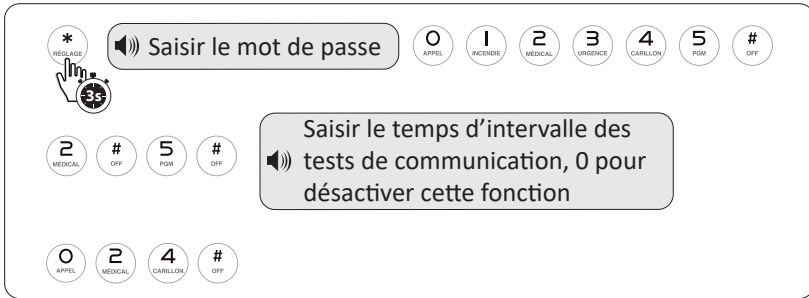 * RÉGLAGE 3s Saisir le mot de passe 0 APPEL 1 INCENDIE 2 MÉDICAL 3 URGENCE 4 CARILLON 5 PGM # OFF
2 MÉDICAL # OFF 5 PGM # OFF
Saisir le temps d'intervalle des
tests de communication, 0 pour
désactiver cette fonction
0 APPEL 2 MÉDICAL 4 CARILLON # OFF